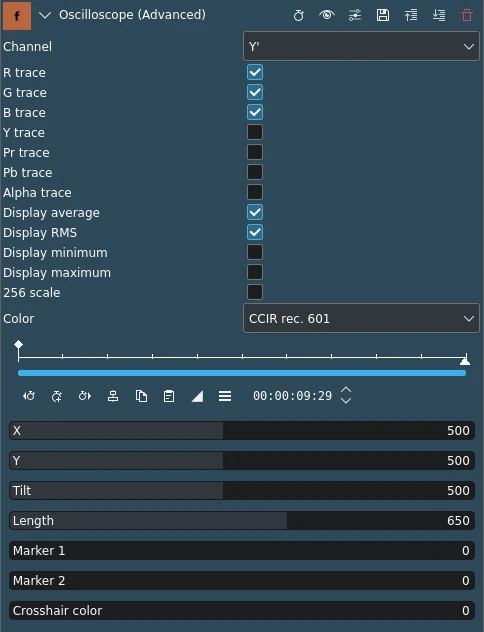 f Oscilloscope (Advanced)
Channel Y'
R trace
G trace
B trace
Y trace
Pr trace
Pb trace
Alpha trace
Display average
Display RMS
Display minimum
Display maximum
256 scale
Color CCIR rec. 601
00:00:09:29
X 500
Y 500
Tilt 500
Length 650
Marker 1 0
Marker 2 0
Crosshair color 0